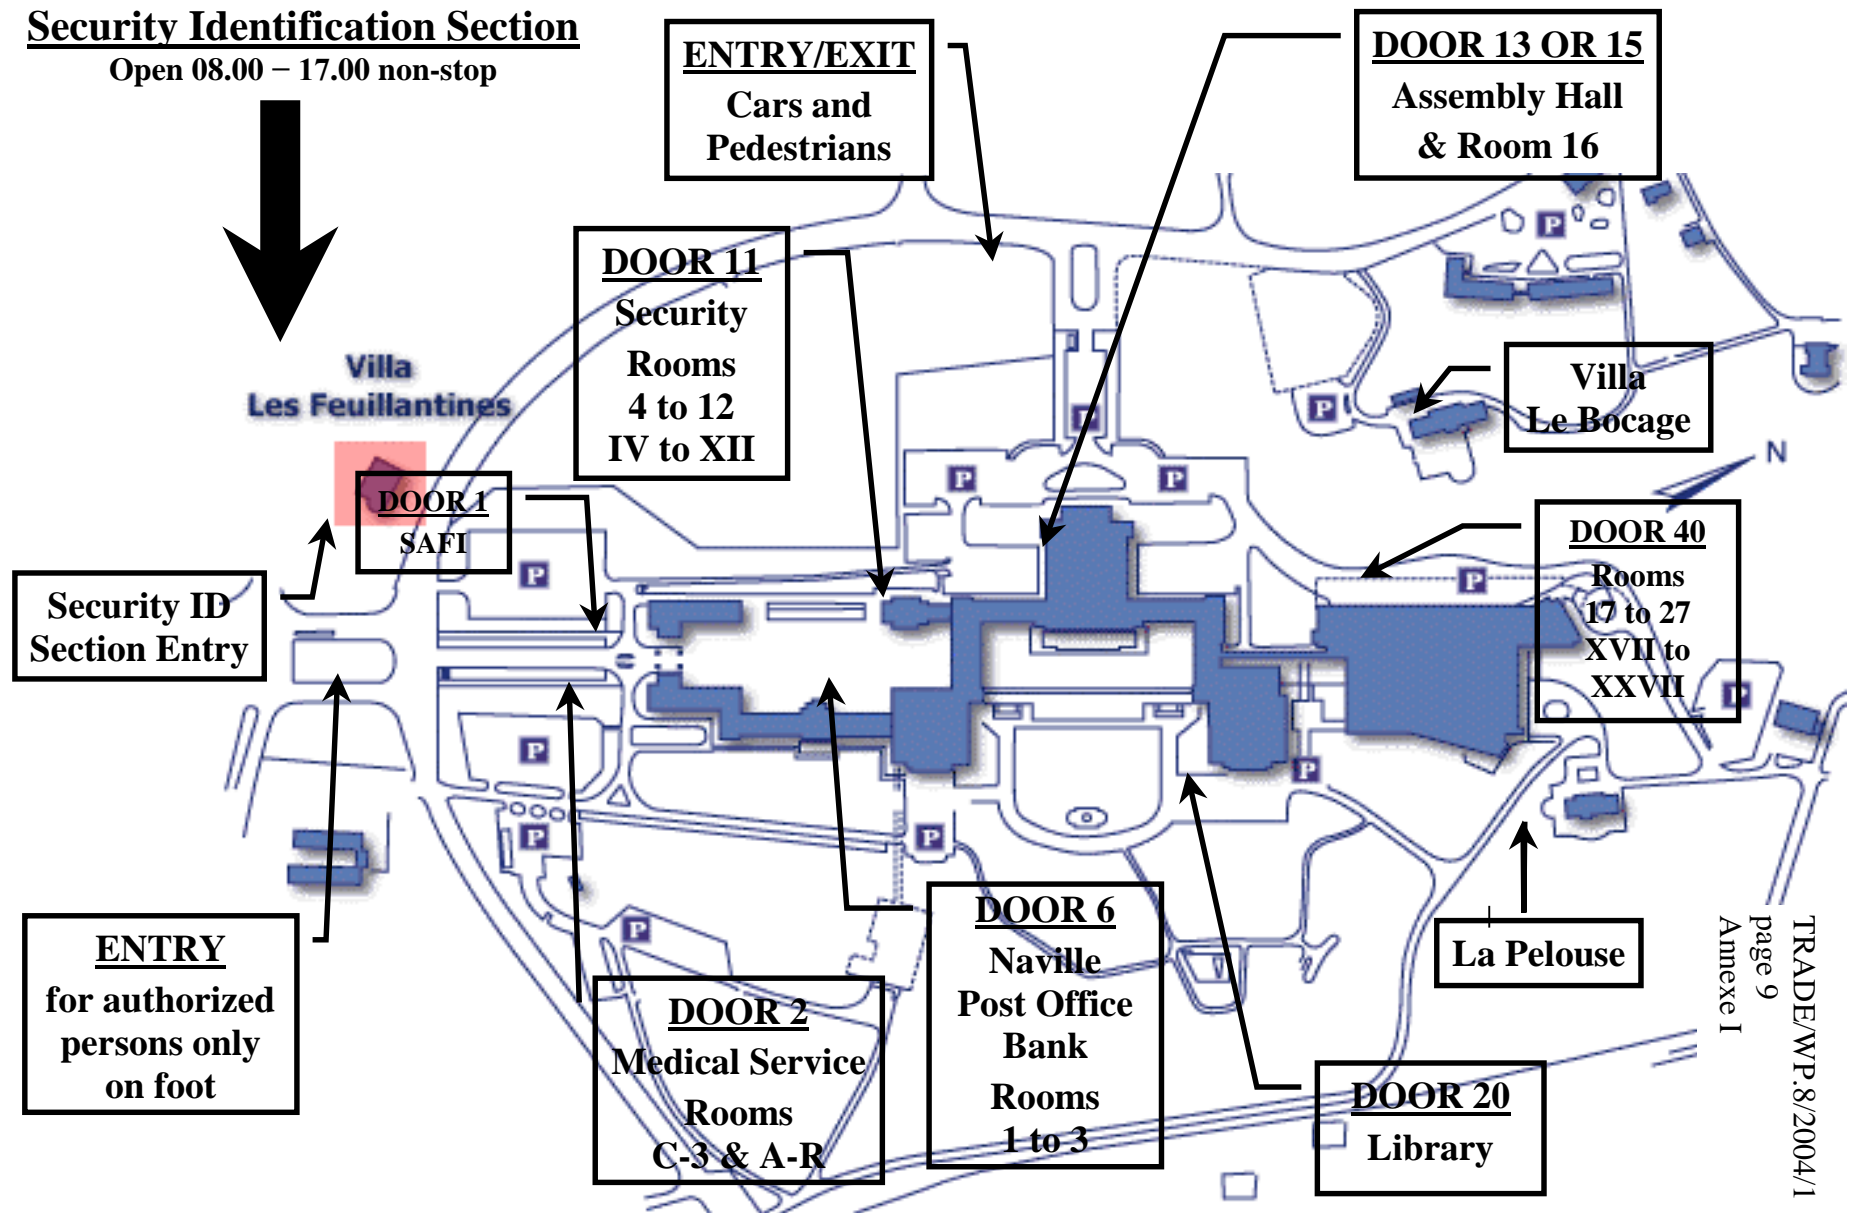 Security Identification Section
Open 08.00 – 17.00 non-stop
ENTRY/EXIT
Cars and
Pedestrians
DOOR 13 OR 15
Assembly Hall
& Room 16
DOOR 11
Security
Rooms
4 to 12
IV to XII
Villa
Les Feuillantines
Villa
Le Bocage
N
DOOR 1
SAFI
DOOR 40
Rooms
17 to 27
XVII to
XXVII
Security ID
Section Entry
P
P
P
P
P
P
P
P
P
P
P
P
P
ENTRY
for authorized
persons only
on foot
DOOR 2
Medical Service
Rooms
C-3 & A-R
DOOR 6
Naville
Post Office
Bank
Rooms
1 to 3
La Pelouse
DOOR 20
Library
TRADE/WP.8/2004/1
page 9
Annexe I